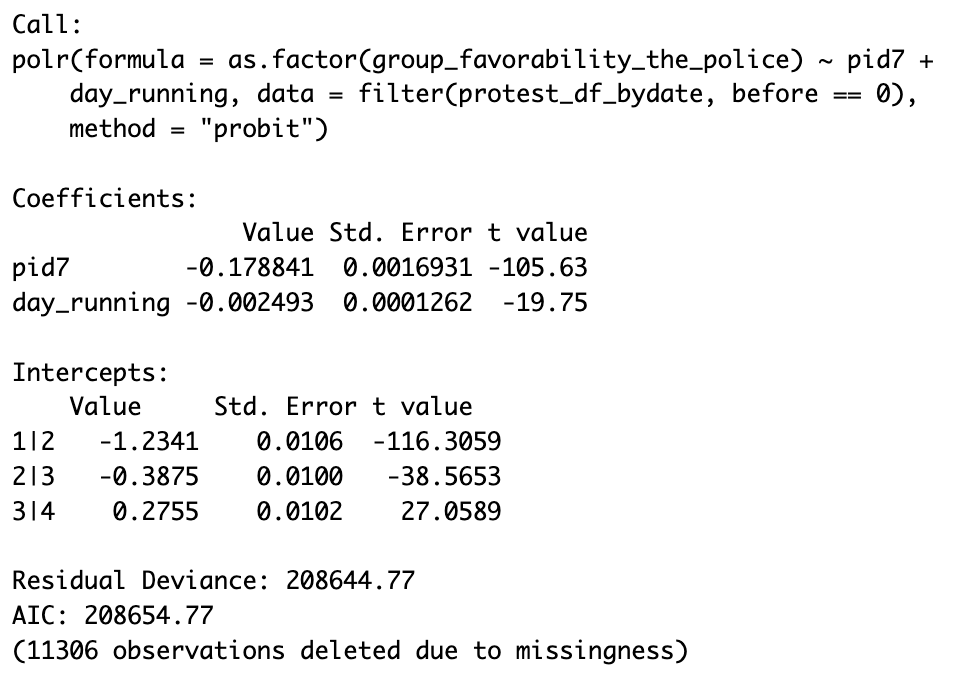 Call:
polr(formula = as.factor(group_favorability_the_police) ~ pid7 +
    day_running, data = filter(protest_df_bydate, before == 0),
    method = "probit")

Coefficients:
                Value Std. Error t value
pid7        -0.178841  0.0016931 -105.63
day_running -0.002493  0.0001262  -19.75

Intercepts:
    Value     Std. Error t value
1|2   -1.2341    0.0106  -116.3059
2|3   -0.3875    0.0100   -38.5653
3|4    0.2755    0.0102    27.0589

Residual Deviance: 208644.77
AIC: 208654.77
(11306 observations deleted due to missingness)